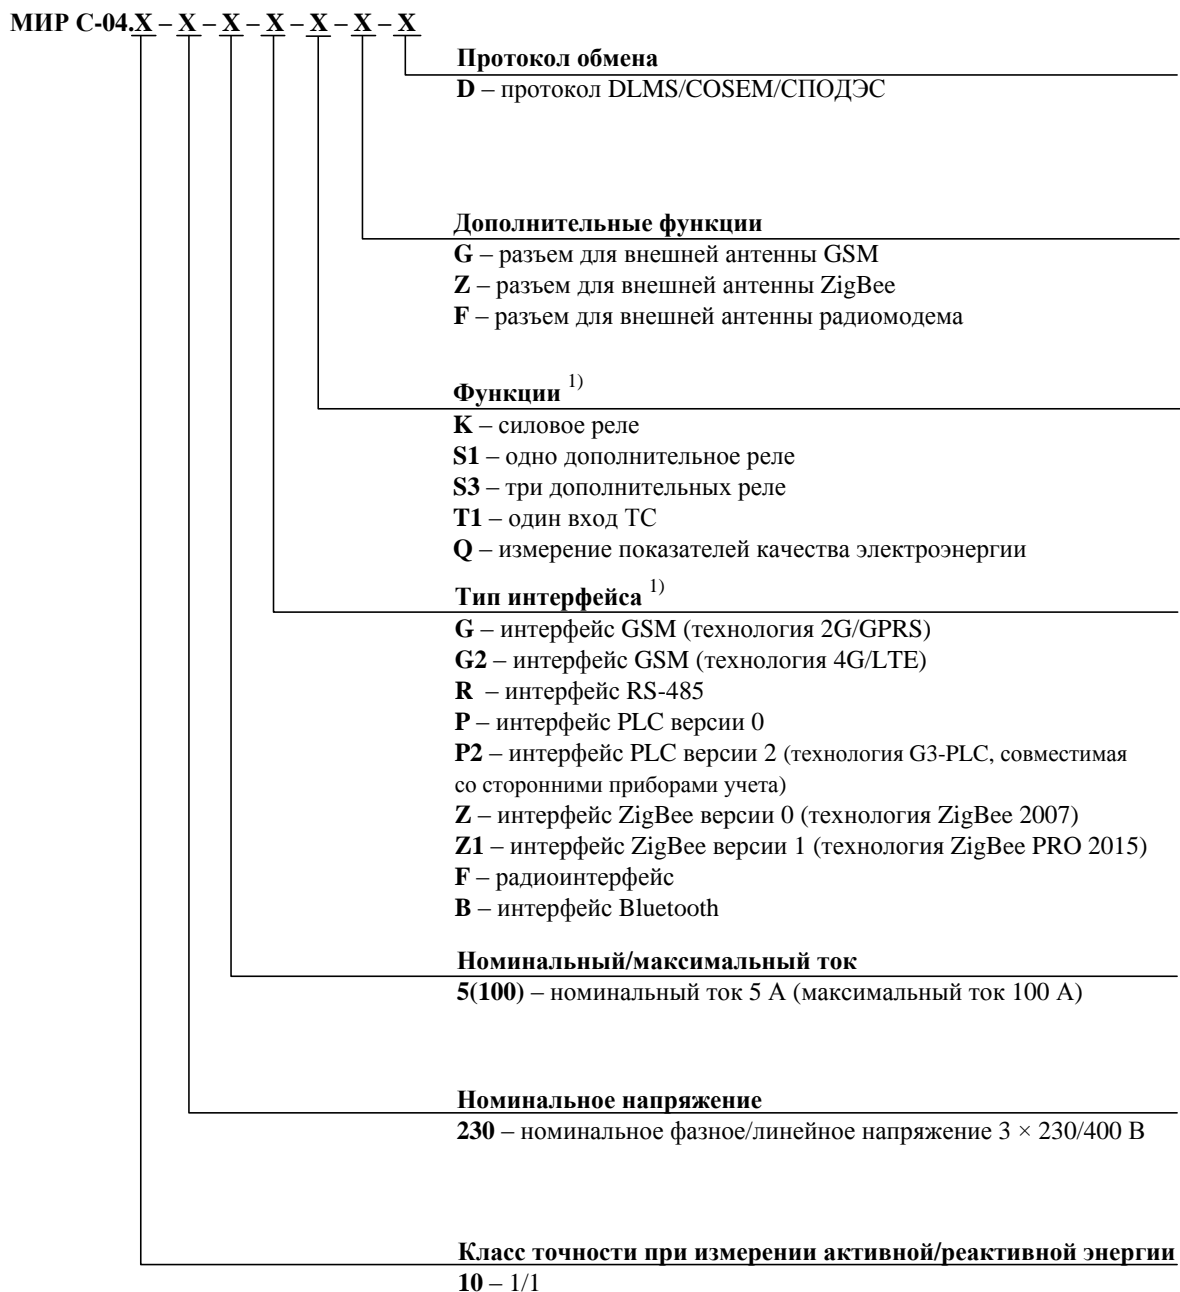 МИР С-04.X – X – X – X – X – X – X
Протокол обмена
D – протокол DLMS/COSEM/СПОДЭС
Дополнительные функции
G – разъем для внешней антенны GSM
Z – разъем для внешней антенны ZigBee
F – разъем для внешней антенны радиомодема
Функции 1)
K – силовое реле
S1 – одно дополнительное реле
S3 – три дополнительных реле
T1 – один вход ТС
Q – измерение показателей качества электроэнергии
Тип интерфейса 1)
G – интерфейс GSM (технология 2G/GPRS)
G2 – интерфейс GSM (технология 4G/LTE)
R – интерфейс RS-485
P – интерфейс PLC версии 0
P2 – интерфейс PLC версии 2 (технология G3-PLC, совместимая
со сторонними приборами учета)
Z – интерфейс ZigBee версии 0 (технология ZigBee 2007)
Z1 – интерфейс ZigBee версии 1 (технология ZigBee PRO 2015)
F – радиоинтерфейс
B – интерфейс Bluetooth
Номинальный/максимальный ток
5(100) – номинальный ток 5 А (максимальный ток 100 А)
Номинальное напряжение
230 – номинальное фазное/линейное напряжение 3 × 230/400 В
Класс точности при измерении активной/реактивной энергии
10 – 1/1